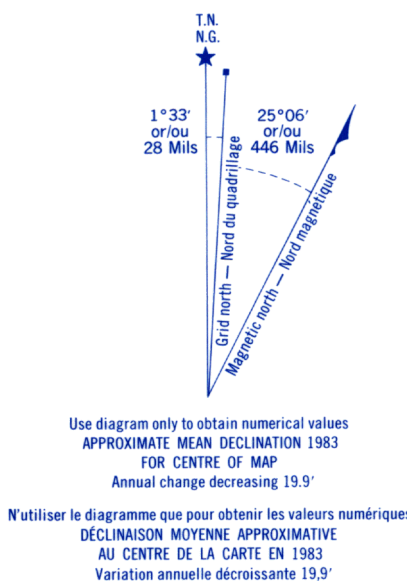 T.N.
N.G.
1°33′
or/ou
28 Mils
25°06′
or/ou
446 Mils
Grid north — Nord du quadrillage
Magnetic north — Nord magnetique
Use diagram only to obtain numerical values
APPROXIMATE MEAN DECLINATION 1983
FOR CENTRE OF MAP
Annual change decreasing 19.9′
N'utiliser le diagramme que pour obtenir les valeurs numériques
DÉCLINAISON MOYENNE APPROXIMATIVE
AU CENTRE DE LA CARTE EN 1983
Variation annuelle décroissante 19,9′